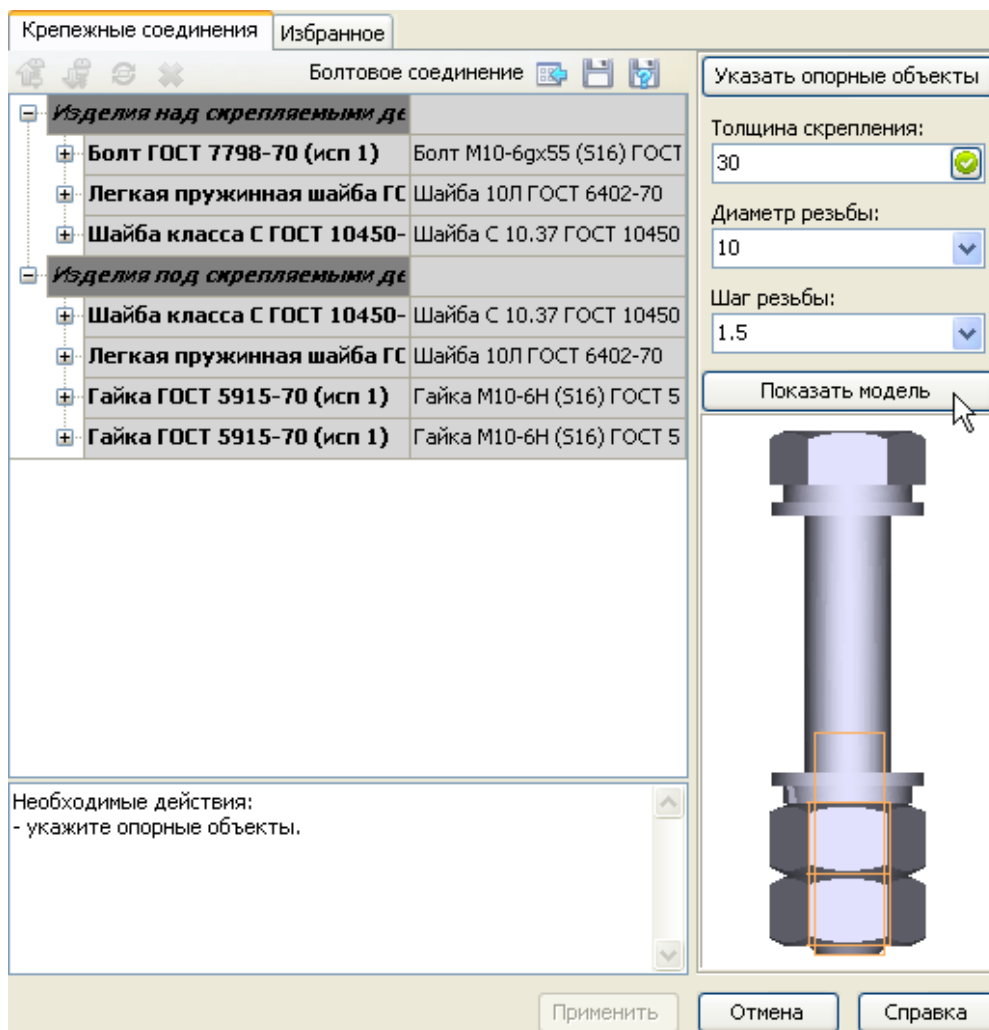 Крепежные соединения
Избранное
Болтовое соединение
Изделия над скрепляемыми де
Болт ГОСТ 7798-70 (исп 1) Болт М10-6gx55 (S16) ГОСТ
Легкая пружинная шайба ГС Шайба 10Л ГОСТ 6402-70
Шайба класса С ГОСТ 10450- Шайба С 10.37 ГОСТ 10450
Изделия под скрепляемыми де
Шайба класса С ГОСТ 10450- Шайба С 10.37 ГОСТ 10450
Легкая пружинная шайба ГС Шайба 10Л ГОСТ 6402-70
Гайка ГОСТ 5915-70 (исп 1) Гайка М10-6Н (S16) ГОСТ 5
Гайка ГОСТ 5915-70 (исп 1) Гайка М10-6Н (S16) ГОСТ 5
Необходимые действия:
- укажите опорные объекты.
Указать опорные объекты
Толщина скрепления:
30
Диаметр резьбы:
10
Шаг резьбы:
1.5
Показать модель
Применить
Отмена
Справка